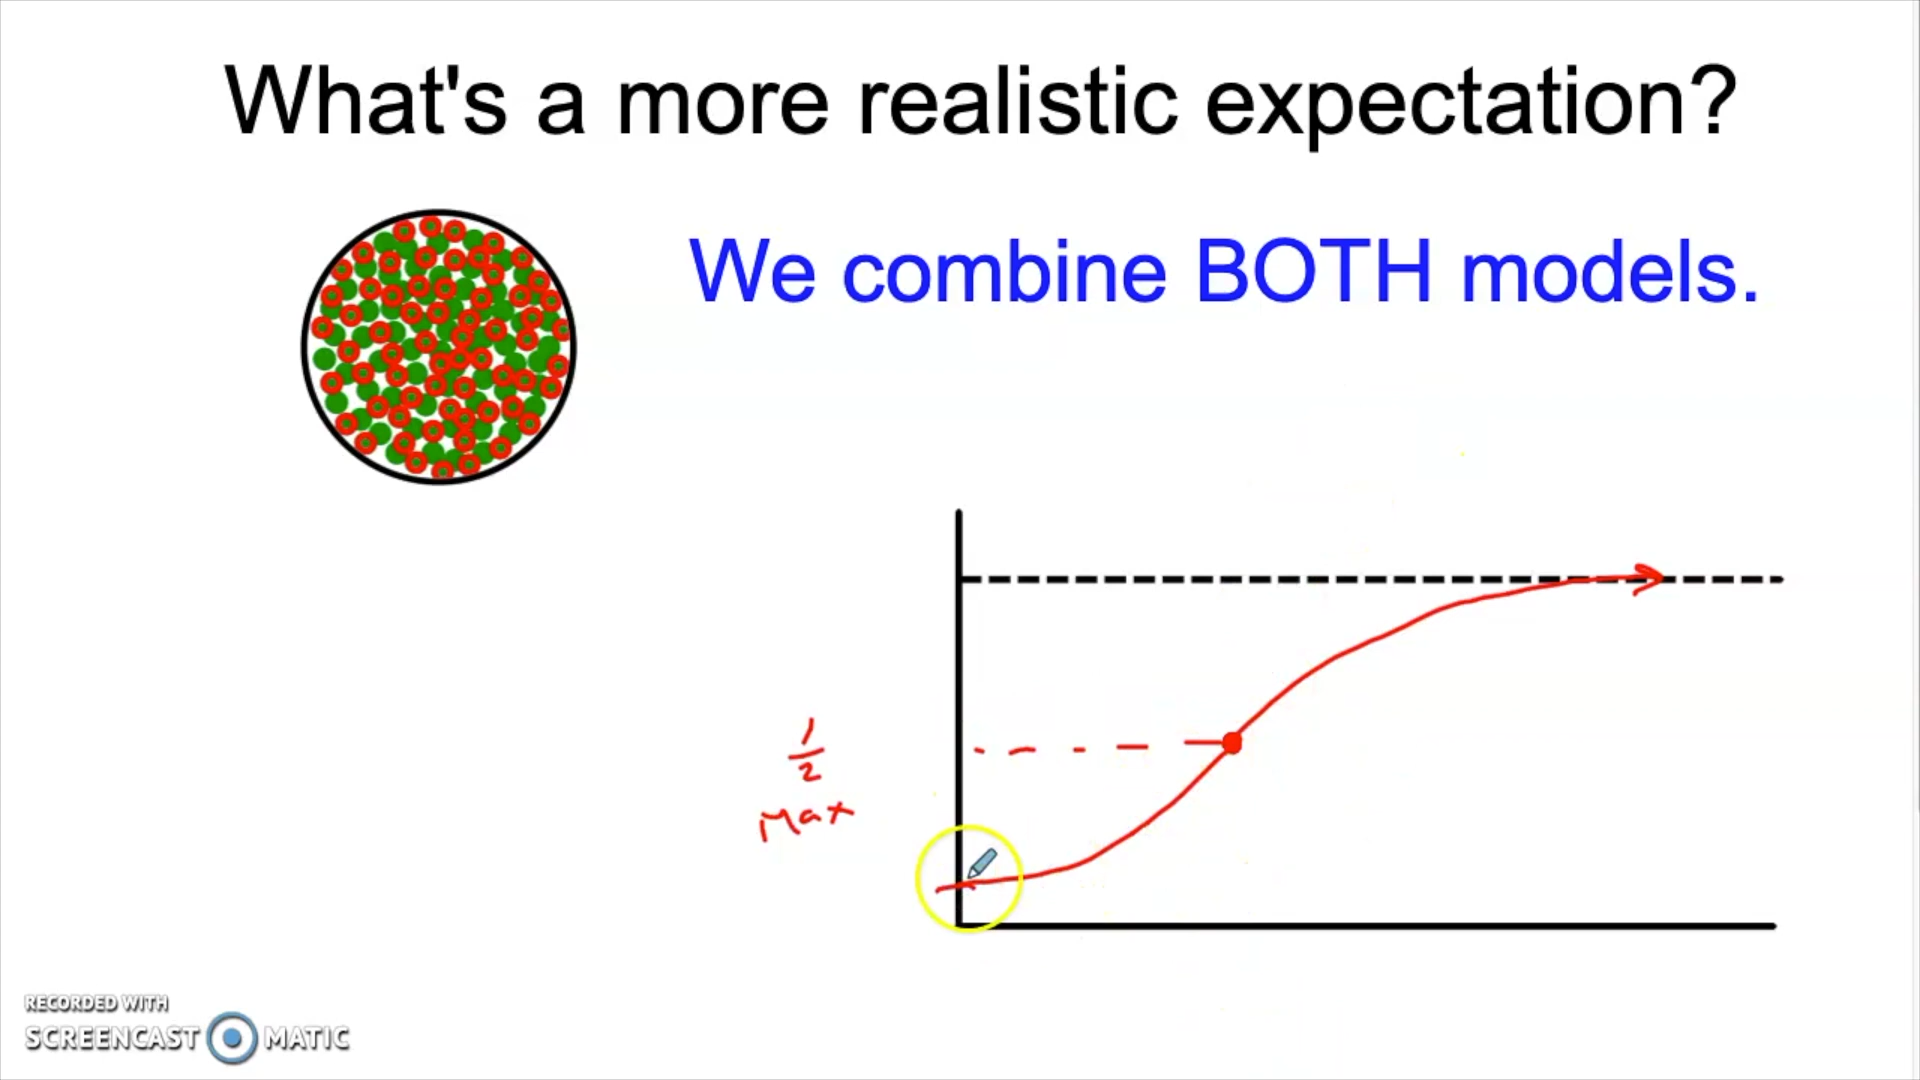 What's a more realistic expectation?
We combine BOTH models.
1
2
Max
RECORDED WITH
SCREENCAST MATIC